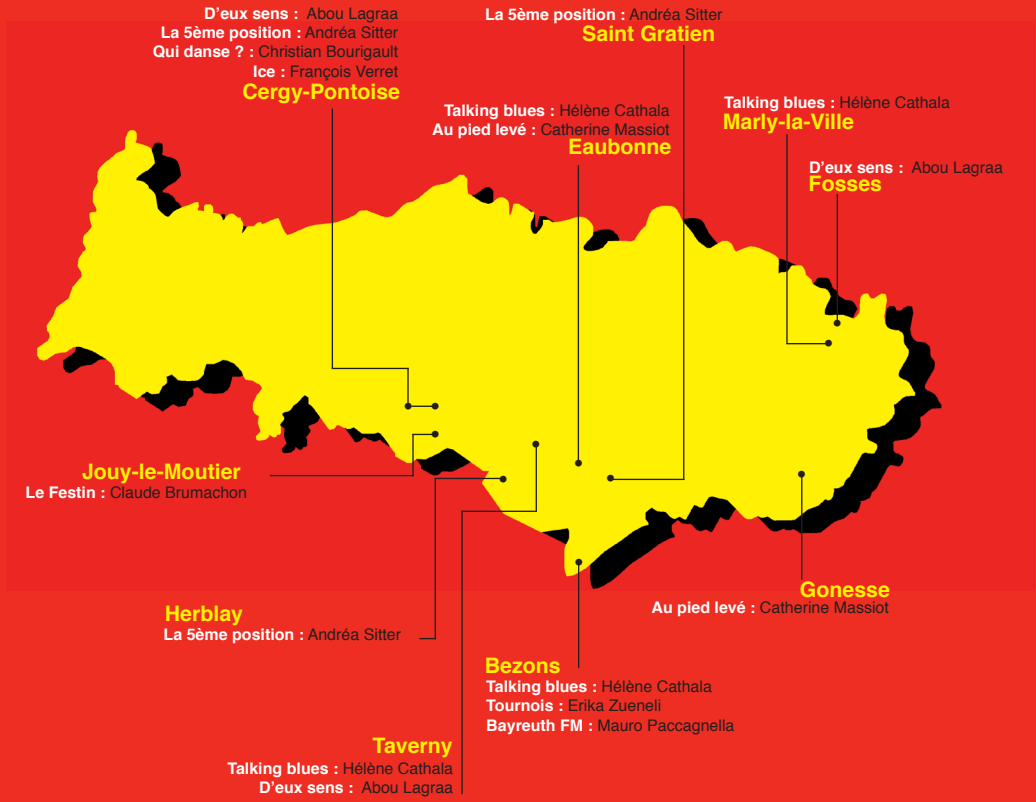 D'eux sens : Abou Lagraa
La 5ème position : Andréa Sitter
Qui danse ? : Christian Bourigault
Ice : François Verret
Cergy-Pontoise
La 5ème position : Andréa Sitter
Saint Gratien
Talking blues : Hélène Cathala
Au pied levé : Catherine Massiot
Eaubonne
Talking blues : Hélène Cathala
Marly-la-Ville
D'eux sens : Abou Lagraa
Fosses
Jouy-le-Moutier
Le Festin : Claude Brumachon
Gonesse
Au pied levé : Catherine Massiot
Herblay
La 5ème position : Andréa Sitter
Bezons
Talking blues : Hélène Cathala
Tournois : Erika Zueneli
Bayreuth FM : Mauro Paccagnella
Taverny
Talking blues : Hélène Cathala
D'eux sens : Abou Lagraa